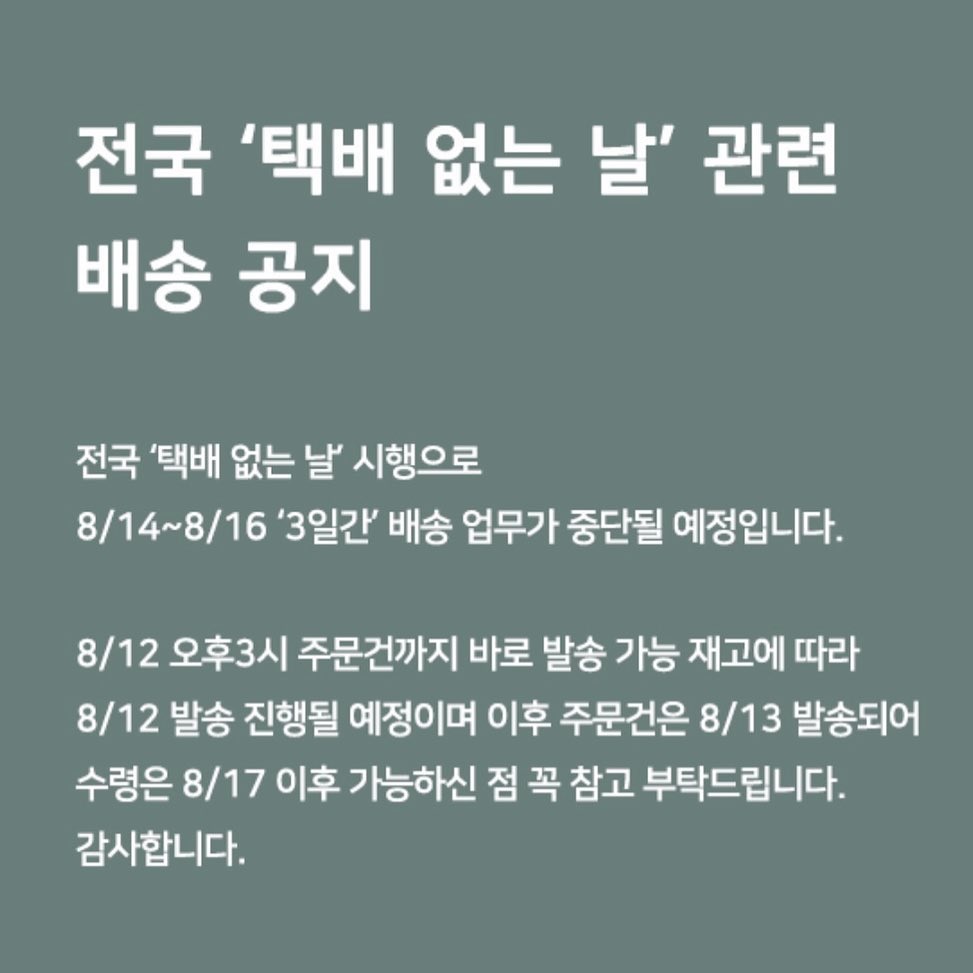 전국 ‘택배 없는 날’ 관련
배송 공지
전국 ‘택배 없는 날’ 시행으로
8/14~8/16 ‘3일간’ 배송 업무가 중단될 예정입니다.
8/12 오후3시 주문건까지 바로 발송 가능 재고에 따라
8/12 발송 진행될 예정이며 이후 주문건은 8/13 발송되어
수령은 8/17 이후 가능하신 점 꼭 참고 부탁드립니다.
감사합니다.